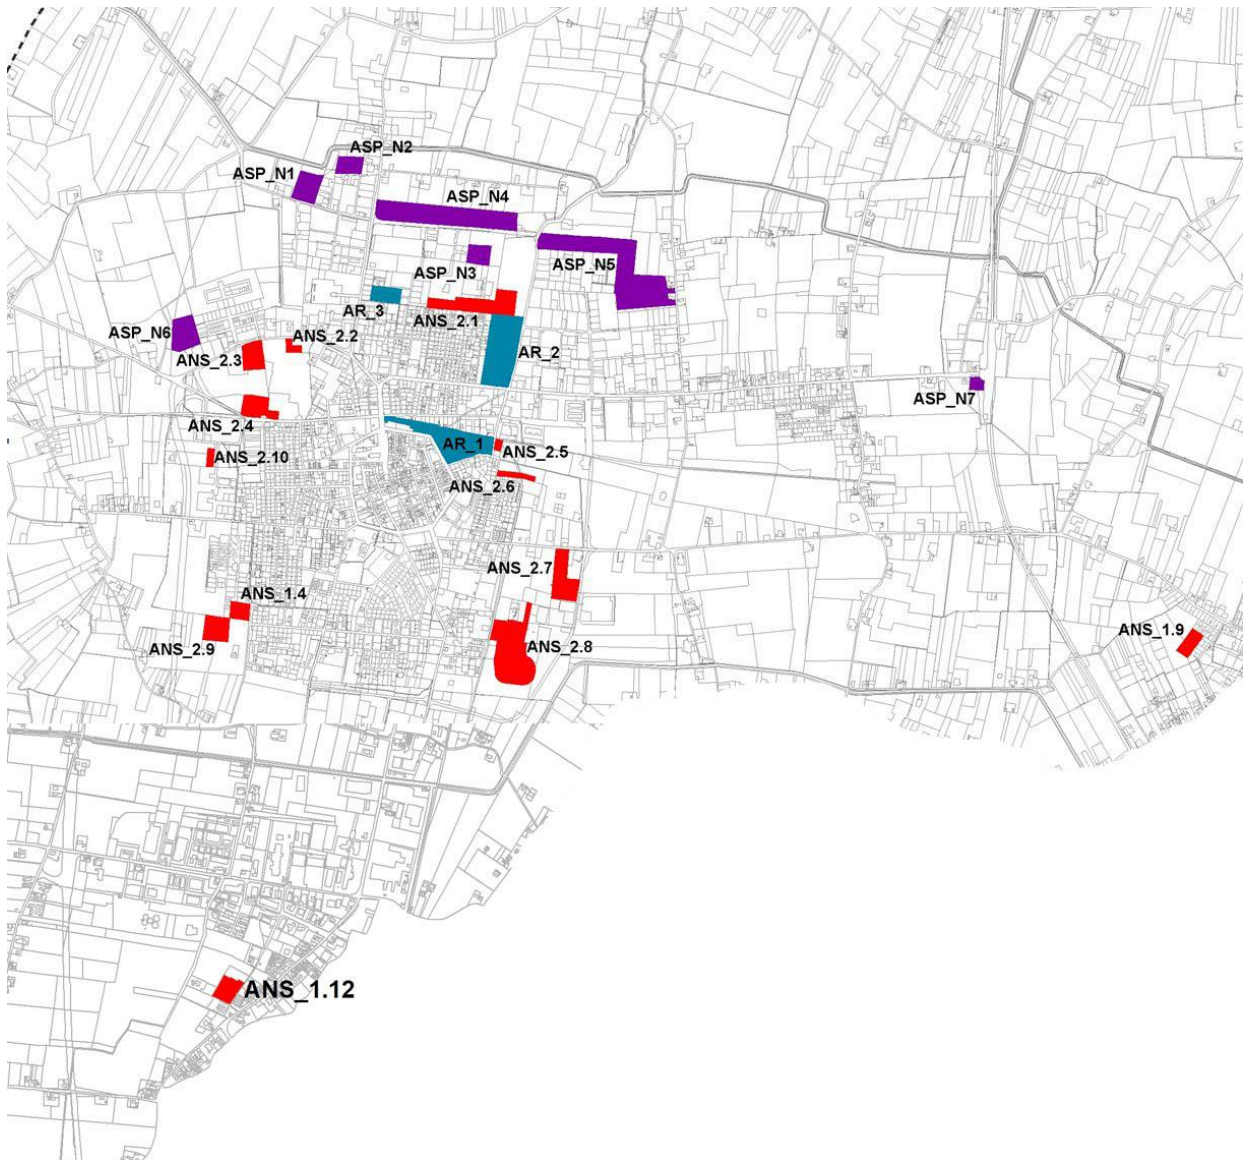 ASP_N2
ASP_N1
ASP_N4
ASP_N3
ASP_N5
AR_3
ANS_2.1
ASP_N6
ANS_2.2
ANS_2.3
AR_2
ASP_N7
ANS_2.4
AR_1
ANS_2.5
ANS_2.10
ANS_2.6
ANS_2.7
ANS_1.4
ANS_1.9
ANS_2.9
ANS_2.8
ANS_1.12